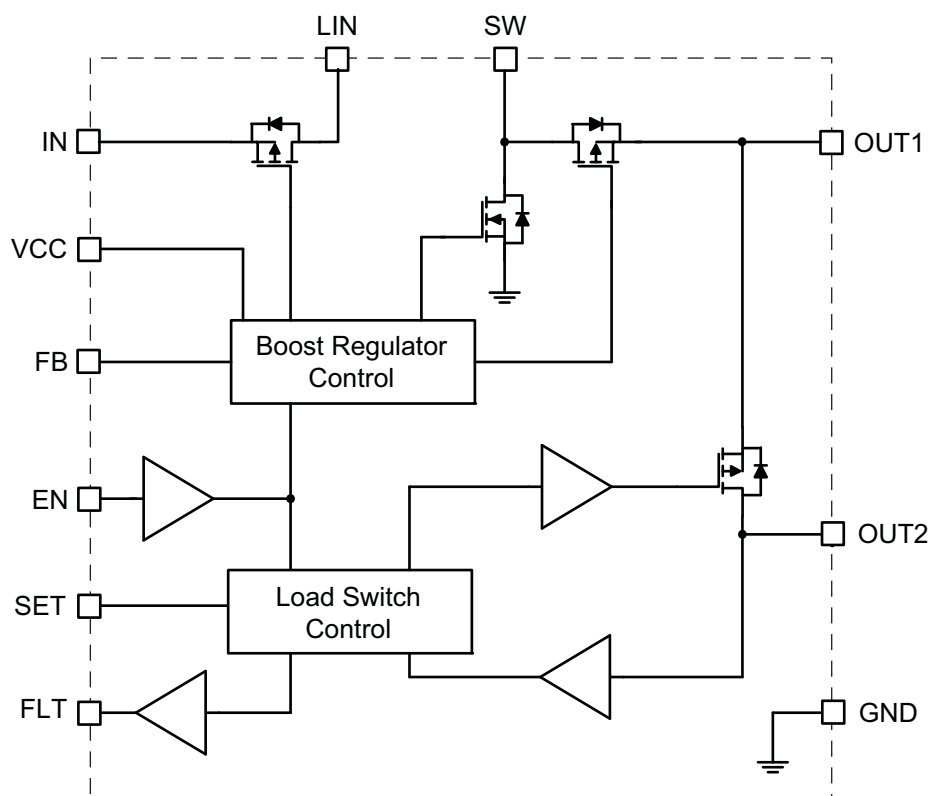 LIN
SW
IN
OUT1
VCC
Boost Regulator
Control
FB
EN
OUT2
SET
Load Switch
Control
FLT
GND